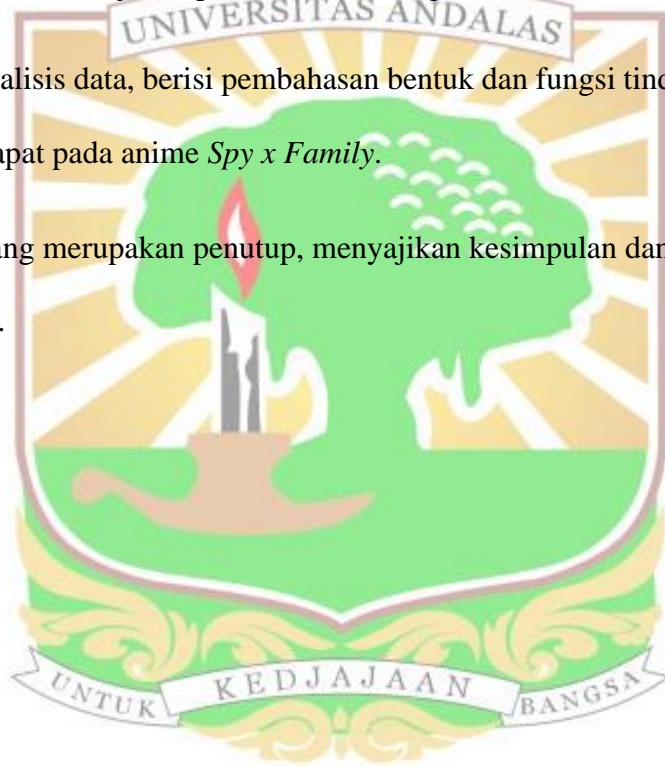 UNIVERSITAS ANDALAS
alisis data, berisi pembahasan bentuk dan fungsi tind
apat pada anime Spy x Family.
ang merupakan penutup, menyajikan kesimpulan dan
.
UNTUK KEDJAJAAN BANGSA